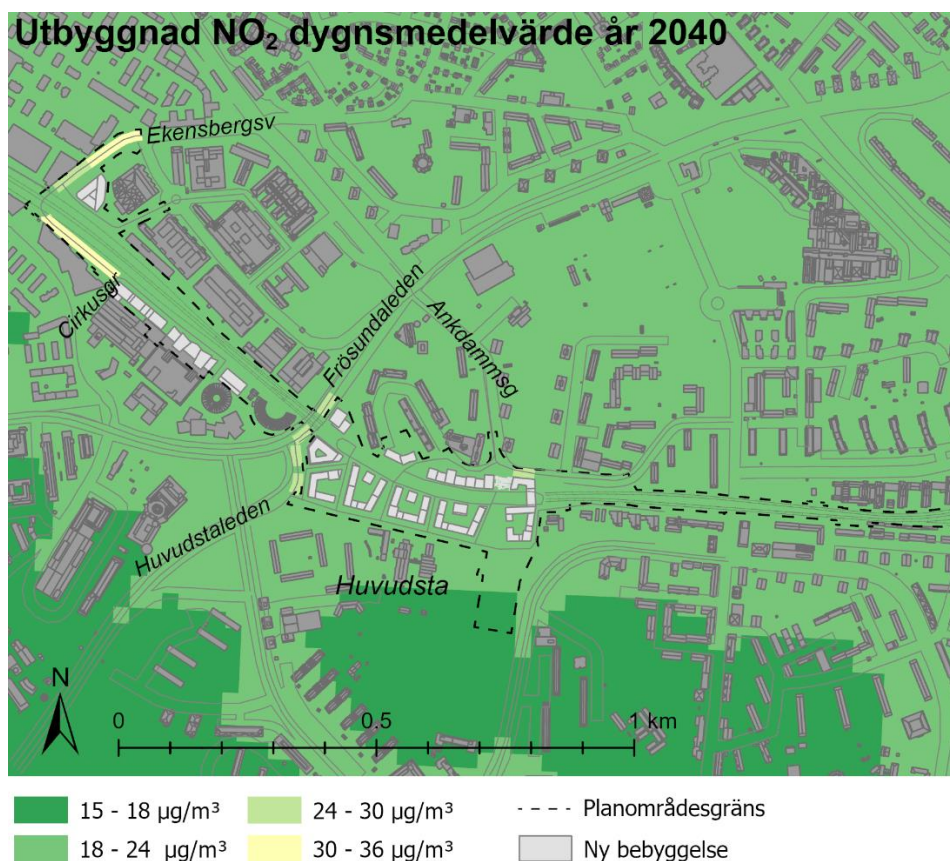 Utbyggnad NO₂ dygnsmedelvärde år 2040
Ekensbergsv
Cirkusgr
Frösundaleden
Ankdammsg
Huvudstaleden
Huvudsta
N
0 0.5 1 km
15 - 18 µg/m³ 24 - 30 µg/m³ Planområdesgräns
18 - 24 µg/m³ 30 - 36 µg/m³ Ny bebyggelse